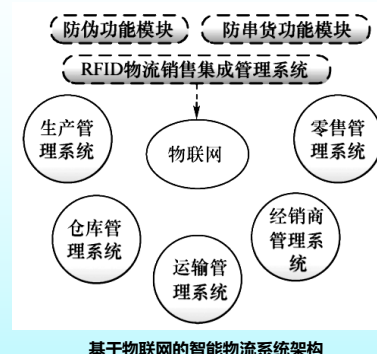 防伪功能模块
防串货功能模块
RFID物流销售集成管理系统
生产管
理系统
物联网
零售管
理系统
仓库管
理系统
经销商
管理系
统
运输管
理系统
基于物联网的智能物流系统架构